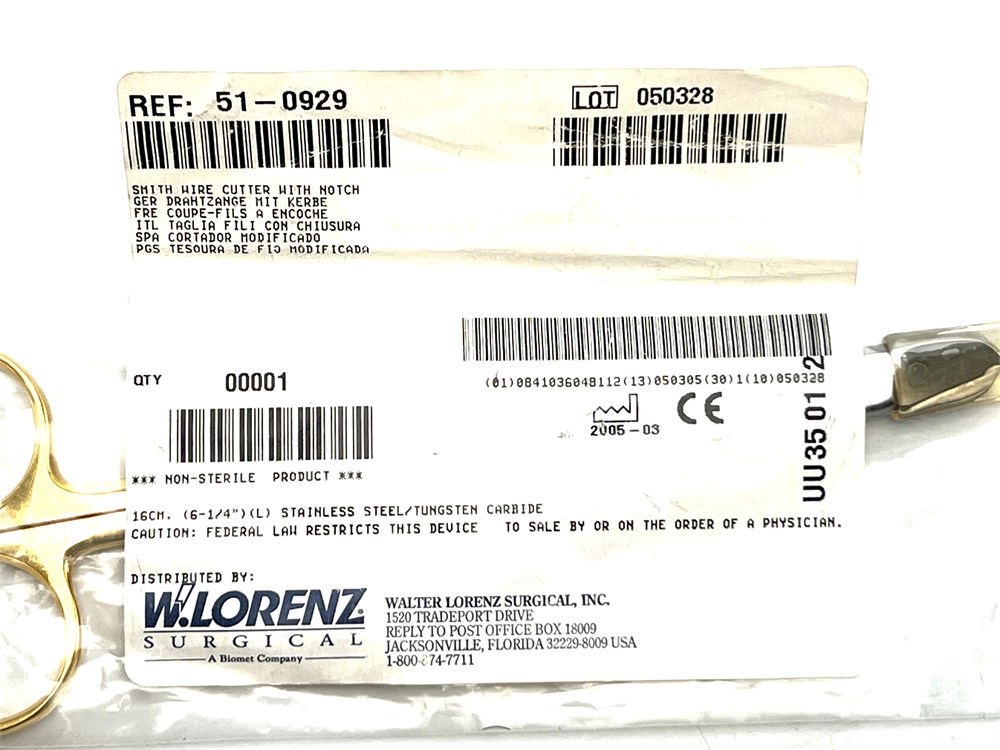 REF: 51-0929
LOT 050328
SMITH WIRE CUTTER WITH NOTCH
GER DRAHTZANGE MIT KERBE
FRE COUPE-FILS A ENCOCHE
ITL TAGLIA FILI CON CHIUSURA
SPA CORTADOR MODIFICADO
PGS TESOURA DE FIO MODIFICADA
(01)0841036048112(13)050305(30)1(10)050328
QTY 00001
2005-03
CE
UU35 01 2
*** NON-STERILE PRODUCT ***
16CM. (6-1/4")(L) STAINLESS STEEL/TUNGSTEN CARBIDE
CAUTION: FEDERAL LAW RESTRICTS THIS DEVICE TO SALE BY OR ON THE ORDER OF A PHYSICIAN.
DISTRIBUTED BY:
W.LORENZ
SURGICAL
A Biomet Company
WALTER LORENZ SURGICAL, INC.
1520 TRADEPORT DRIVE
REPLY TO POST OFFICE BOX 18009
JACKSONVILLE, FLORIDA 32229-8009 USA
1-800-874-7711